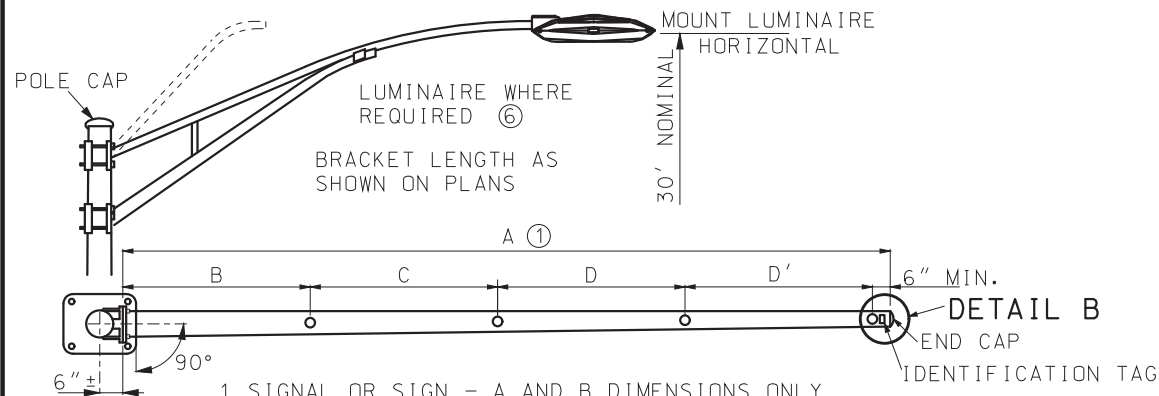 MOUNT LUMINAIRE
HORIZONTAL
POLE CAP
LUMINAIRE WHERE
REQUIRED ⑥
30' NOMINAL
BRACKET LENGTH AS
SHOWN ON PLANS
A ①
B
C
D
D'
6" MIN.
DETAIL B
END CAP
90°
IDENTIFICATION TAG
6" ±
1 SIGNAL OR SIGN - A AND B DIMENSIONS ONLY